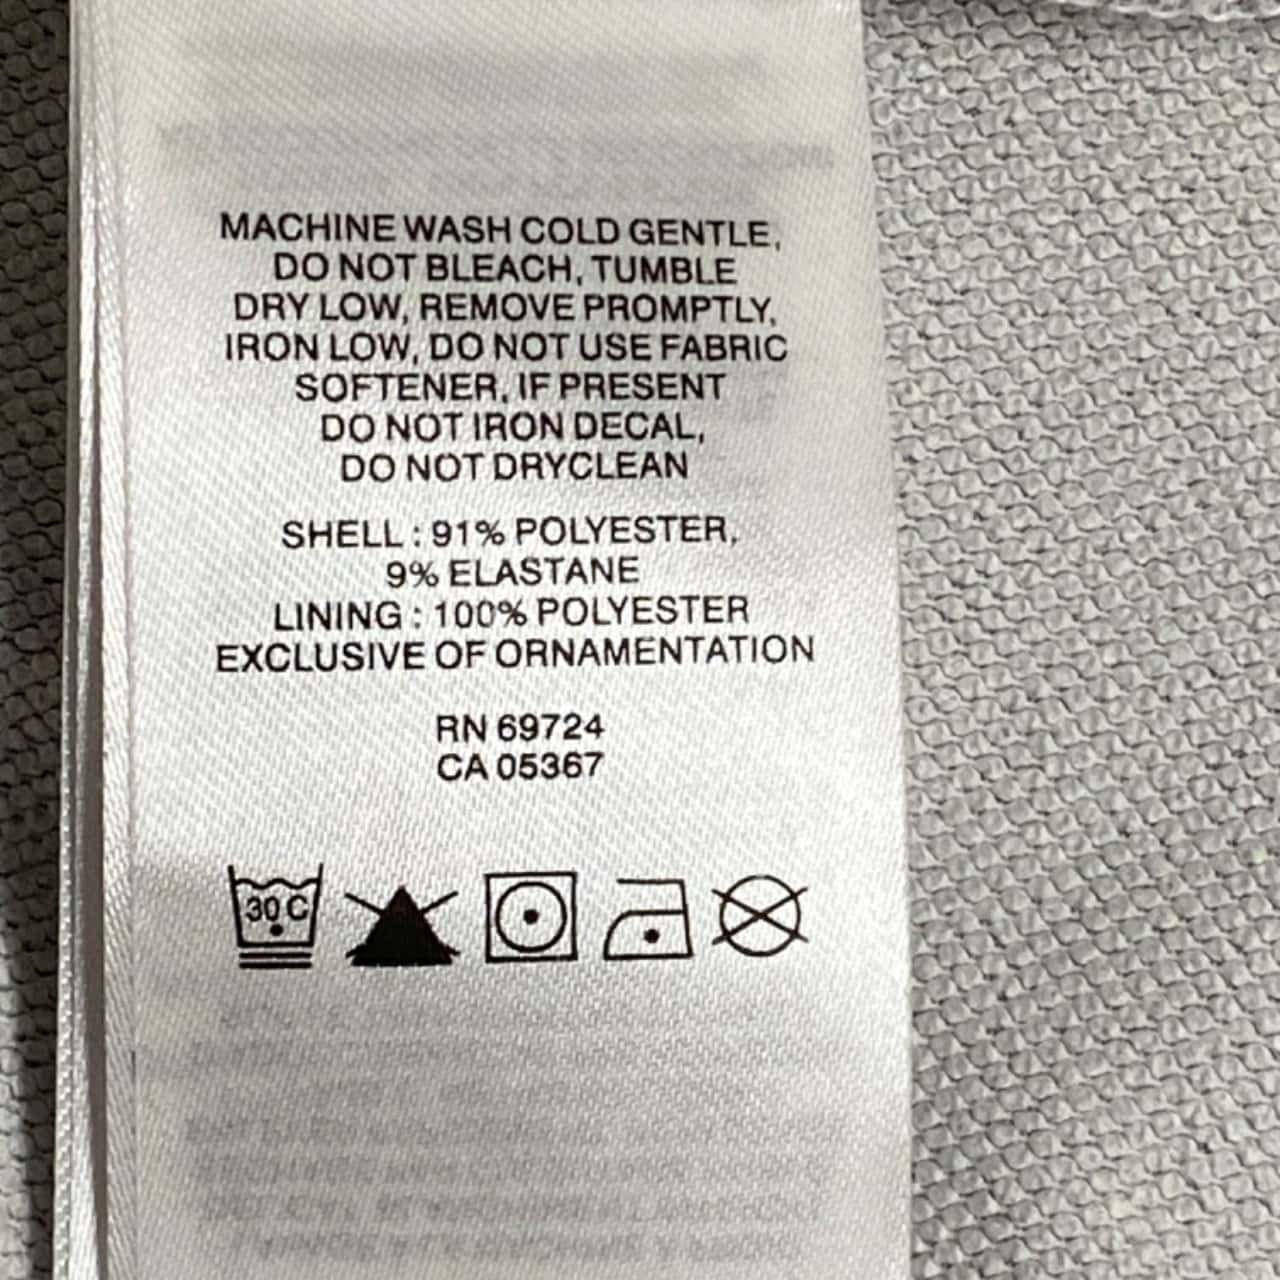 MACHINE WASH COLD GENTLE,
DO NOT BLEACH, TUMBLE
DRY LOW, REMOVE PROMPTLY,
IRON LOW, DO NOT USE FABRIC
SOFTENER, IF PRESENT
DO NOT IRON DECAL,
DO NOT DRYCLEAN
SHELL : 91% POLYESTER,
9% ELASTANE
LINING : 100% POLYESTER
EXCLUSIVE OF ORNAMENTATION
RN 69724
CA 05367
30 C